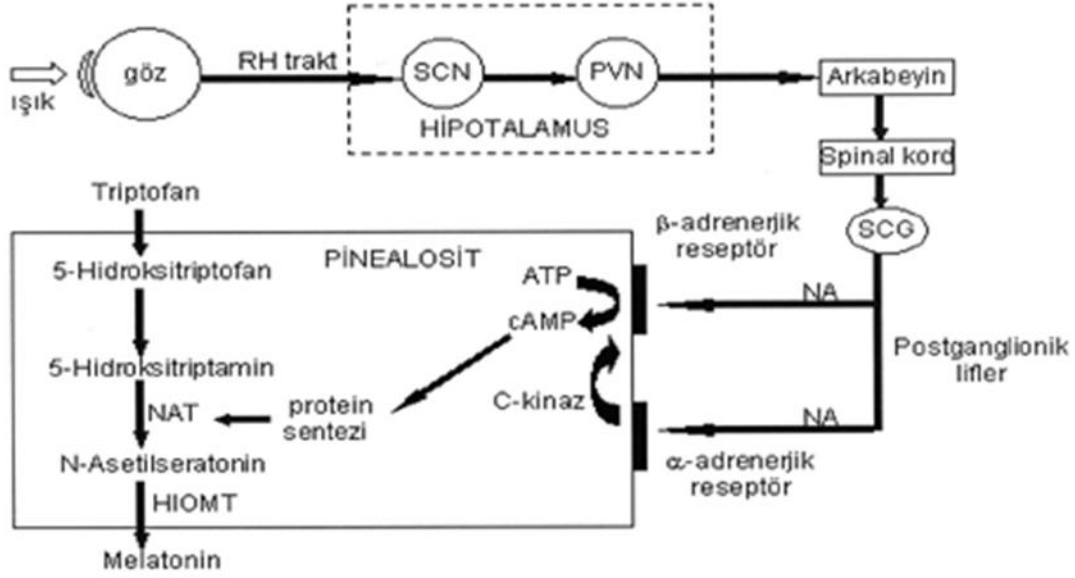 ışık
göz
RH trakt
SCN
PVN
HİPOTALAMUS
Arkabeyin
Spinal kord
SCG
Triptofan
PİNEALOSİT
5-Hidroksitriptofan
5-Hidroksitriptamin
NAT
protein
sentezi
N-Asetilseratonin
HIOMT
Melatonin
ATP
cAMP
C-kinaz
β-adrenerjik
reseptör
NA
Postganglionik
lifler
NA
α-adrenerjik
reseptör